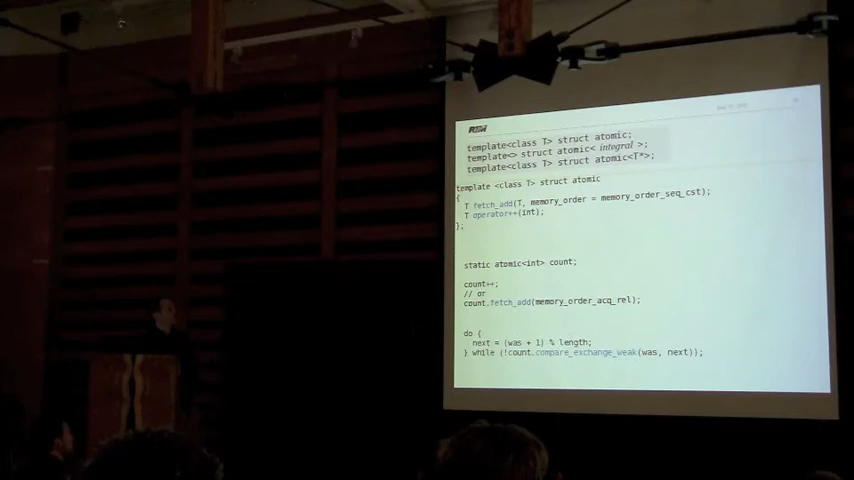 RIM
template<class T> struct atomic;
template<> struct atomic< integral >;
template<class T> struct atomic<T*>;
template <class T> struct atomic
{
T fetch_add(T, memory_order = memory_order_seq_cst);
T operator++(int);
};
static atomic<int> count;
count++;
// or
count.fetch_add(memory_order_acq_rel);
do {
next = (was + 1) % length;
} while (!count.compare_exchange_weak(was, next));